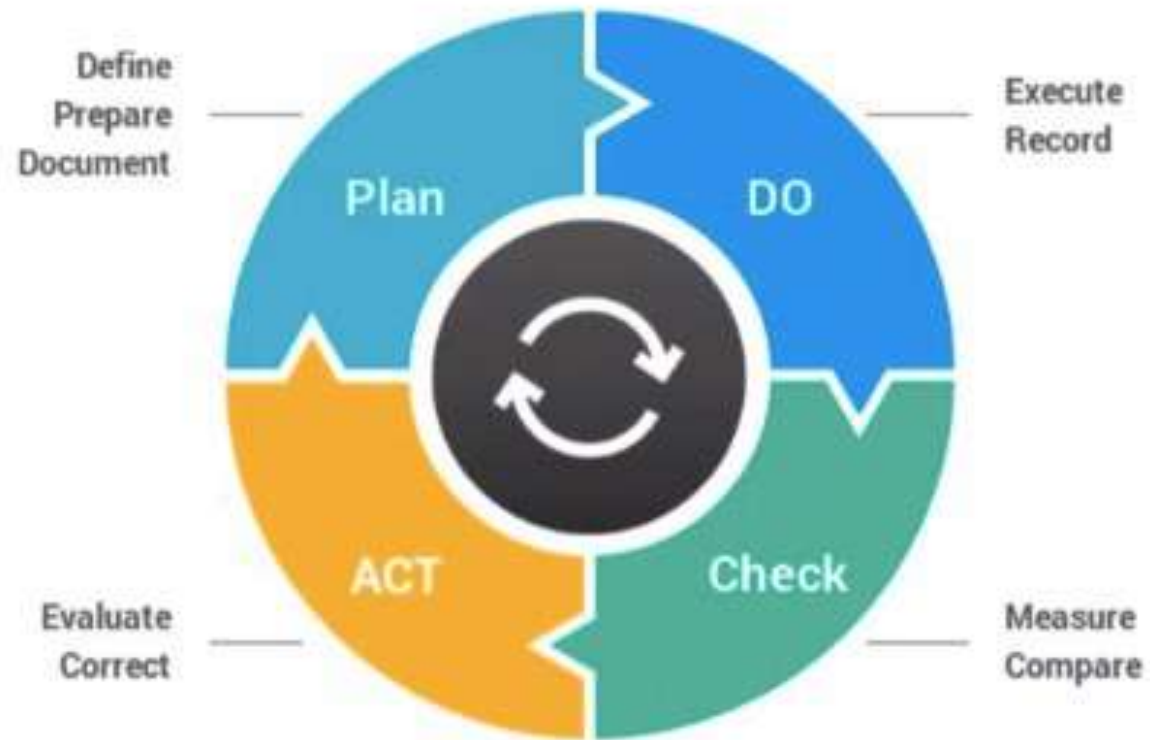 Define
Prepare
Document
Plan
DO
Execute
Record
ACT
Check
Evaluate
Correct
Measure
Compare